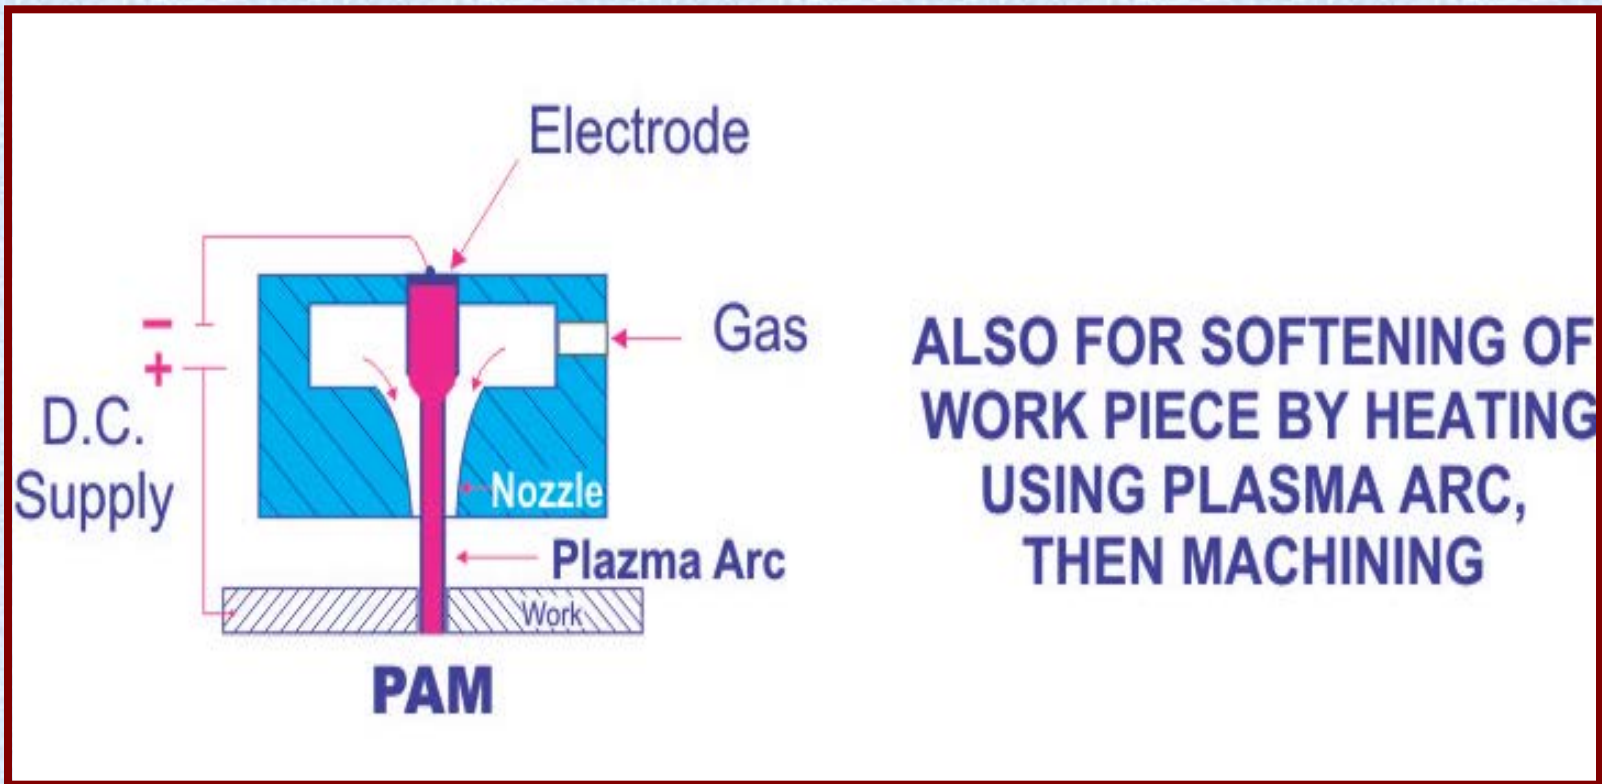 Electrode
Gas
−
+
D.C.
Supply
Nozzle
Plazma Arc
Work
PAM
ALSO FOR SOFTENING OF
WORK PIECE BY HEATING
USING PLASMA ARC,
THEN MACHINING